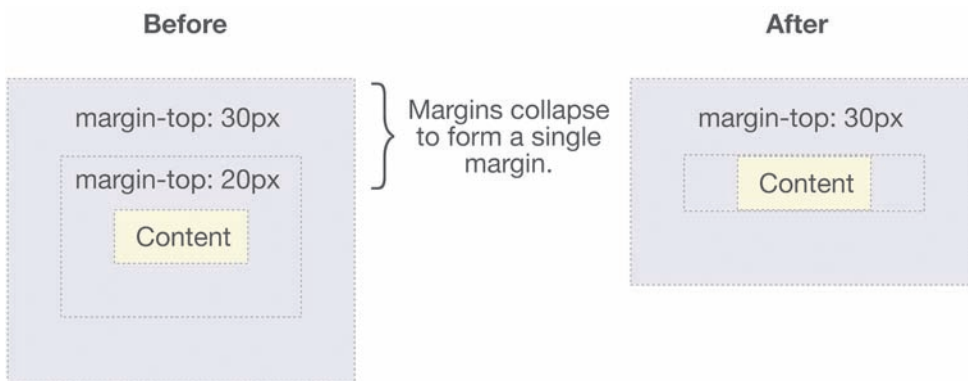 Before
After
margin-top: 30px
margin-top: 20px
Content
Margins collapse
to form a single
margin.
margin-top: 30px
Content